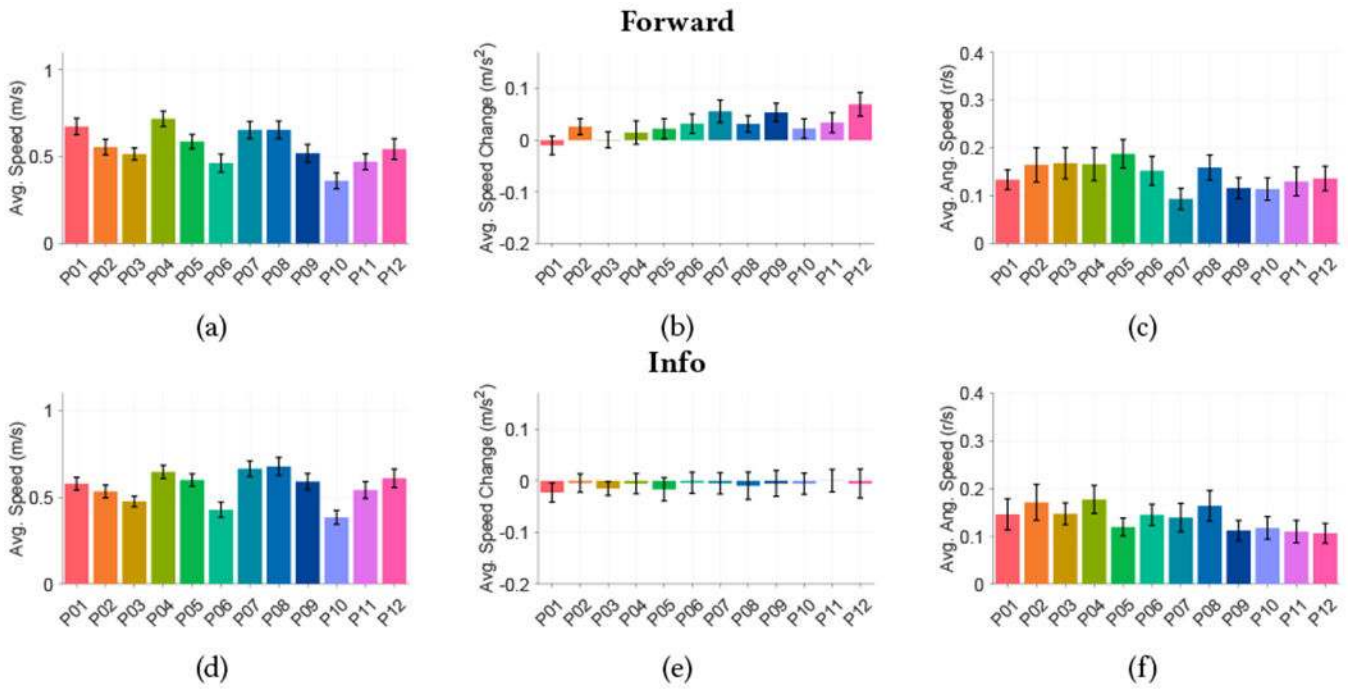 Forward
Avg. Speed (m/s)
1
0.5
0
P01 P02 P03 P04 P05 P06 P07 P08 P09 P10 P11 P12
(a)
Avg. Speed Change (m/s²)
0.1
0
-0.1
-0.2
P01 P02 P03 P04 P05 P06 P07 P08 P09 P10 P11 P12
(b)
Avg. Ang. Speed (r/s)
0.4
0.3
0.2
0.1
0
P01 P02 P03 P04 P05 P06 P07 P08 P09 P10 P11 P12
(c)
Info
Avg. Speed (m/s)
1
0.5
0
P01 P02 P03 P04 P05 P06 P07 P08 P09 P10 P11 P12
(d)
Avg. Speed Change (m/s²)
0.1
0
-0.1
-0.2
P01 P02 P03 P04 P05 P06 P07 P08 P09 P10 P11 P12
(e)
Avg. Ang. Speed (r/s)
0.4
0.3
0.2
0.1
0
P01 P02 P03 P04 P05 P06 P07 P08 P09 P10 P11 P12
(f)